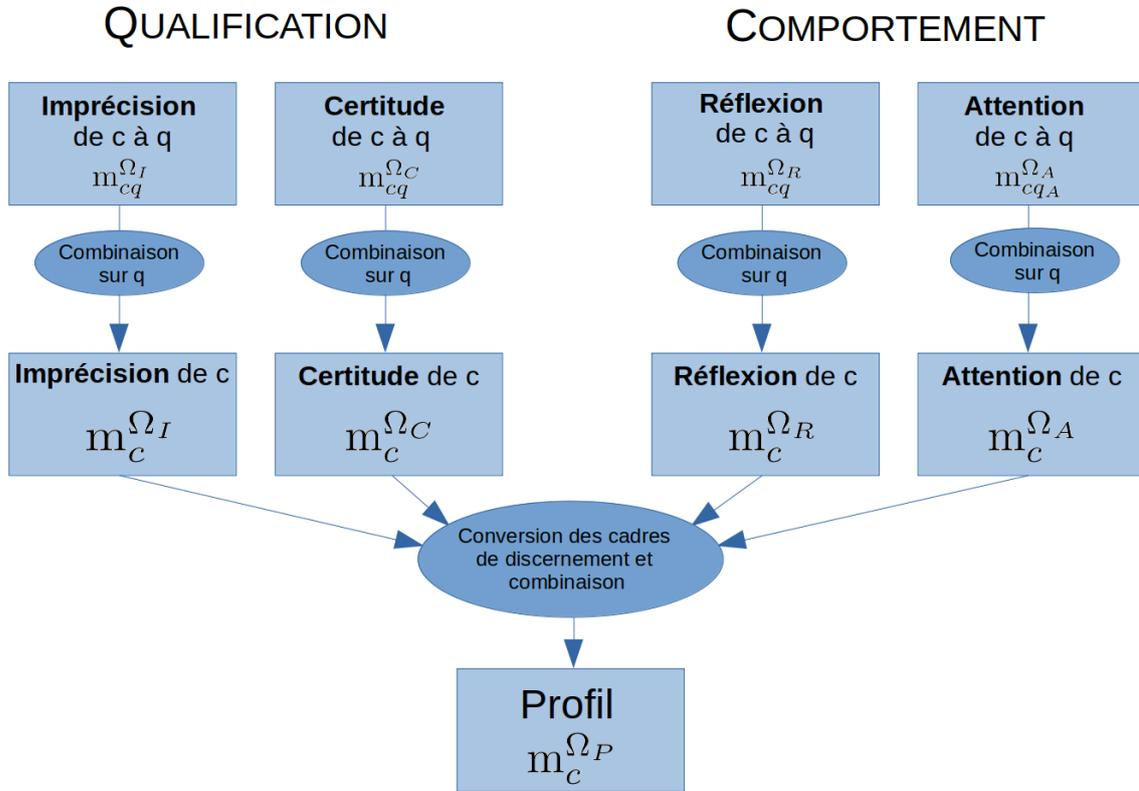 QUALIFICATION
COMPORTEMENT
Imprécision
de c à q
m_{cq}^{Ω_I}
Certitude
de c à q
m_{cq}^{Ω_C}
Réflexion
de c à q
m_{cq}^{Ω_R}
Attention
de c à q
m_{cq_A}^{Ω_A}
Combinaison
sur q
Combinaison
sur q
Combinaison
sur q
Combinaison
sur q
Imprécision de c
m_c^{Ω_I}
Certitude de c
m_c^{Ω_C}
Réflexion de c
m_c^{Ω_R}
Attention de c
m_c^{Ω_A}
Conversion des cadres
de discernement et
combinaison
Profil
m_c^{Ω_P}